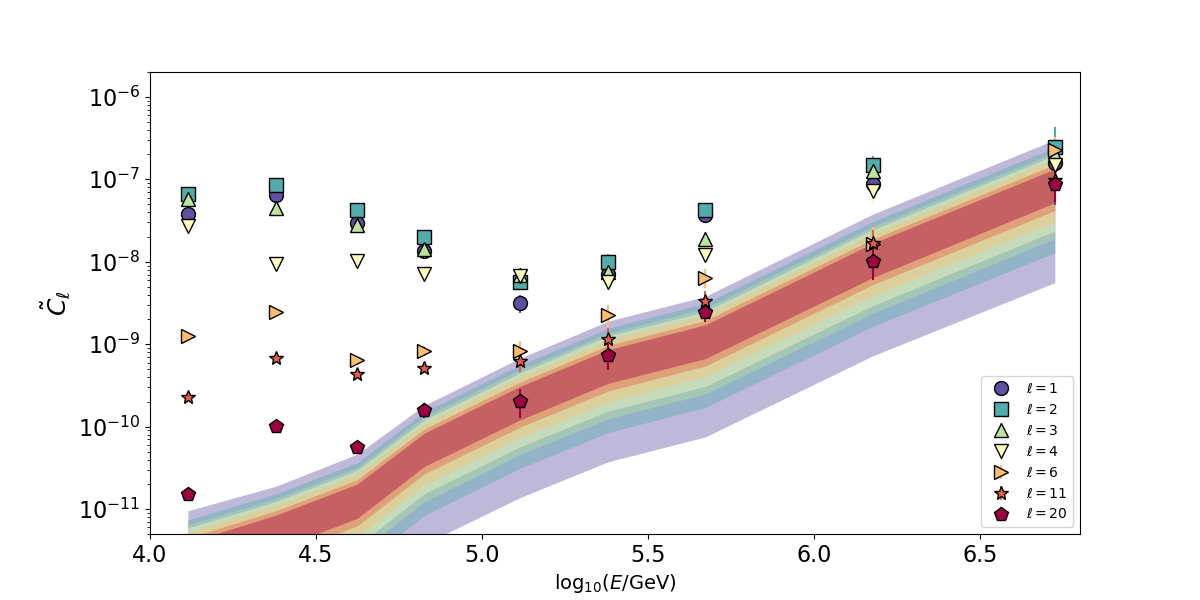 10⁻⁶
10⁻⁷
10⁻⁸
10⁻⁹
10⁻¹⁰
10⁻¹¹
C̃ℓ
4.0 4.5 5.0 5.5 6.0 6.5
log₁₀(E/GeV)
ℓ = 1
ℓ = 2
ℓ = 3
ℓ = 4
ℓ = 6
ℓ = 11
ℓ = 20